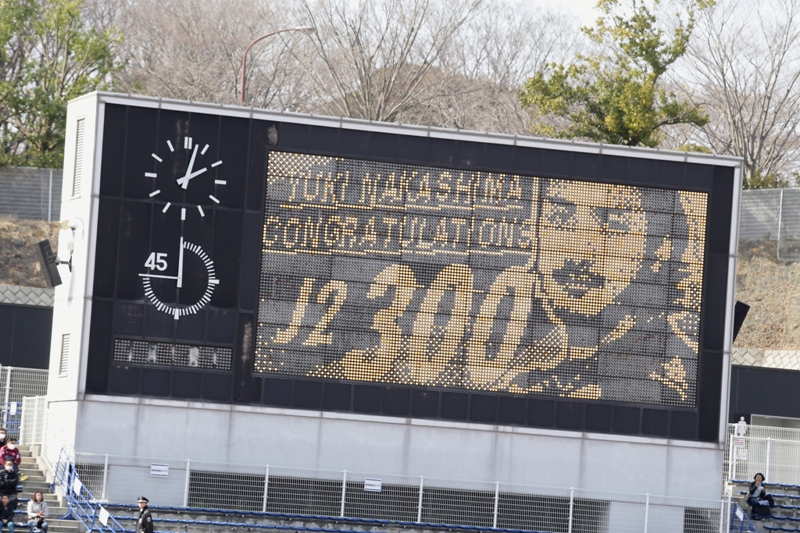 45
YUKI NAKASHIMA
CONGRATULATIONS
J2 300